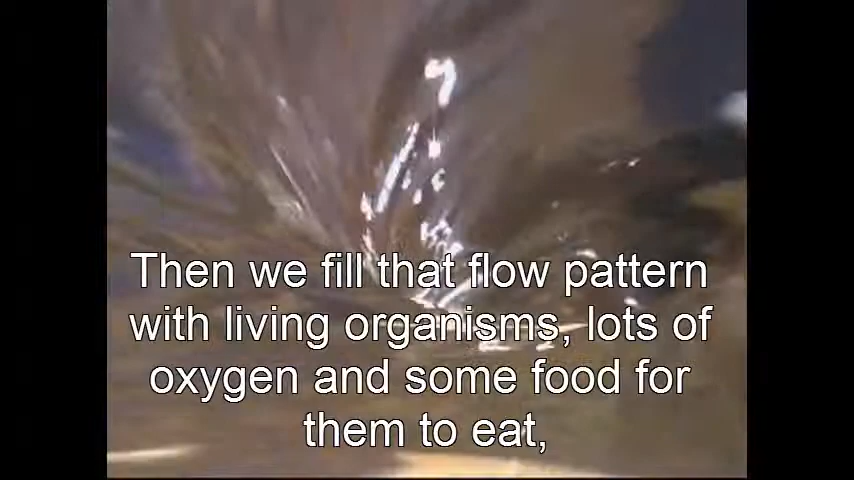 Then we fill that flow pattern
with living organisms, lots of
oxygen and some food for
them to eat,